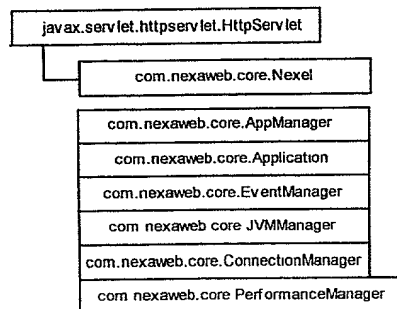 javax.servlet.httpservlet.HttpServlet
com.nexaweb.core.Nexel
com.nexaweb.core.AppManager
com.nexaweb.core.Application
com.nexaweb.core.EventManager
com nexaweb core JVMManager
com.nexaweb.core.ConnectionManager
com nexaweb.core PerformanceManager